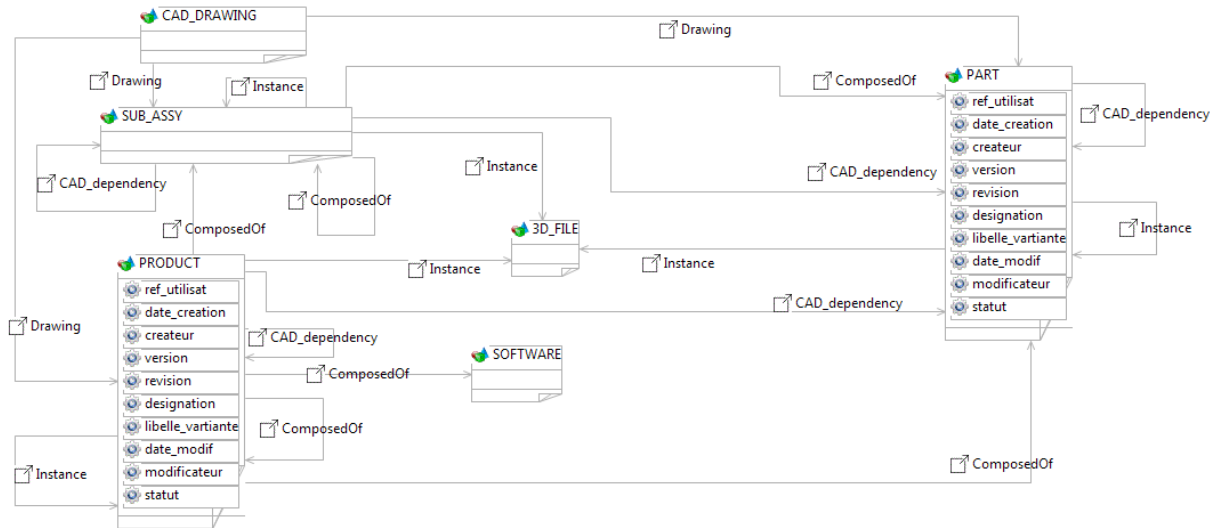 CAD_DRAWING
Drawing
Drawing
Instance
ComposedOf
PART
ref_utilisat
date_creation
createur
version
revision
designation
libelle_vartiante
date_modif
modificateur
statut
CAD_dependency
SUB_ASSY
Instance
CAD_dependency
CAD_dependency
ComposedOf
Instance
ComposedOf
3D_FILE
Instance
Instance
PRODUCT
ref_utilisat
date_creation
createur
version
revision
designation
libelle_vartiante
date_modif
modificateur
statut
CAD_dependency
Drawing
CAD_dependency
SOFTWARE
ComposedOf
ComposedOf
Instance
ComposedOf